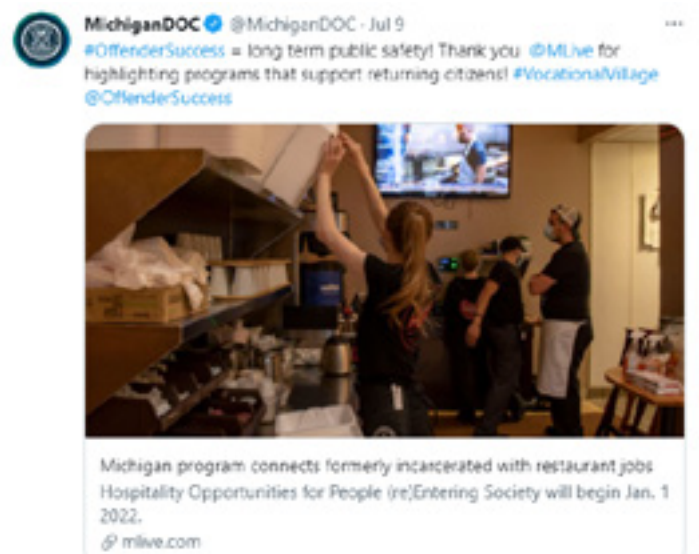 MichiganDOC @MichiganDOC · Jul 9
#OffenderSuccess = long term public safety! Thank you @MLive for
highlighting programs that support returning citizens! #VocationalVillage
@OffenderSuccess
Michigan program connects formerly incarcerated with restaurant jobs
Hospitality Opportunities for People (re)Entering Society will begin Jan. 1
2022.
mlive.com